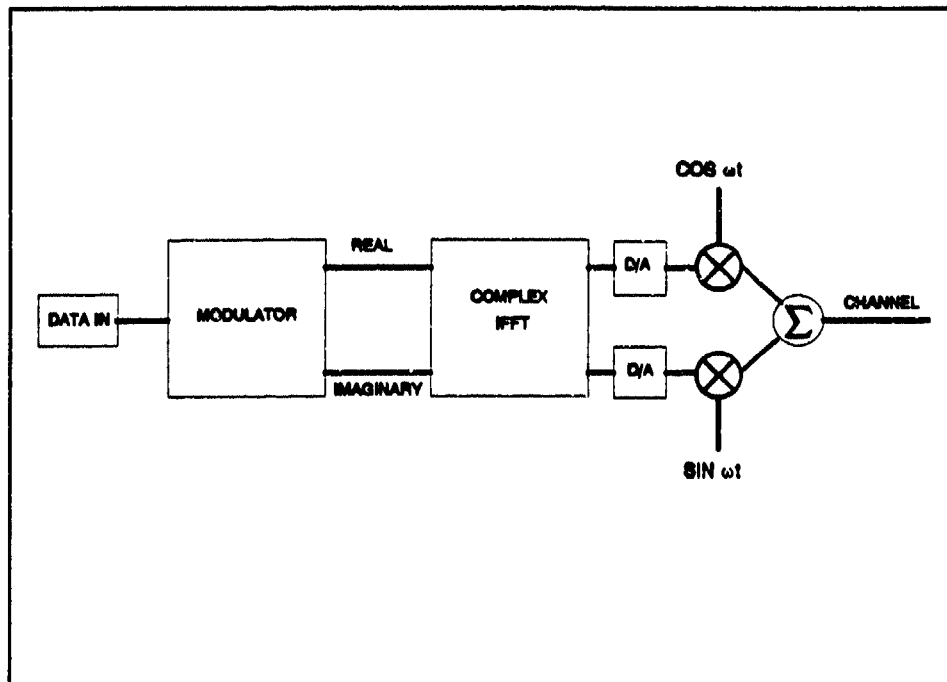 COS ωt
REAL
D/A
COMPLEX
IFFT
CHANNEL
DATA IN
MODULATOR
Σ
D/A
IMAGINARY
SIN ωt